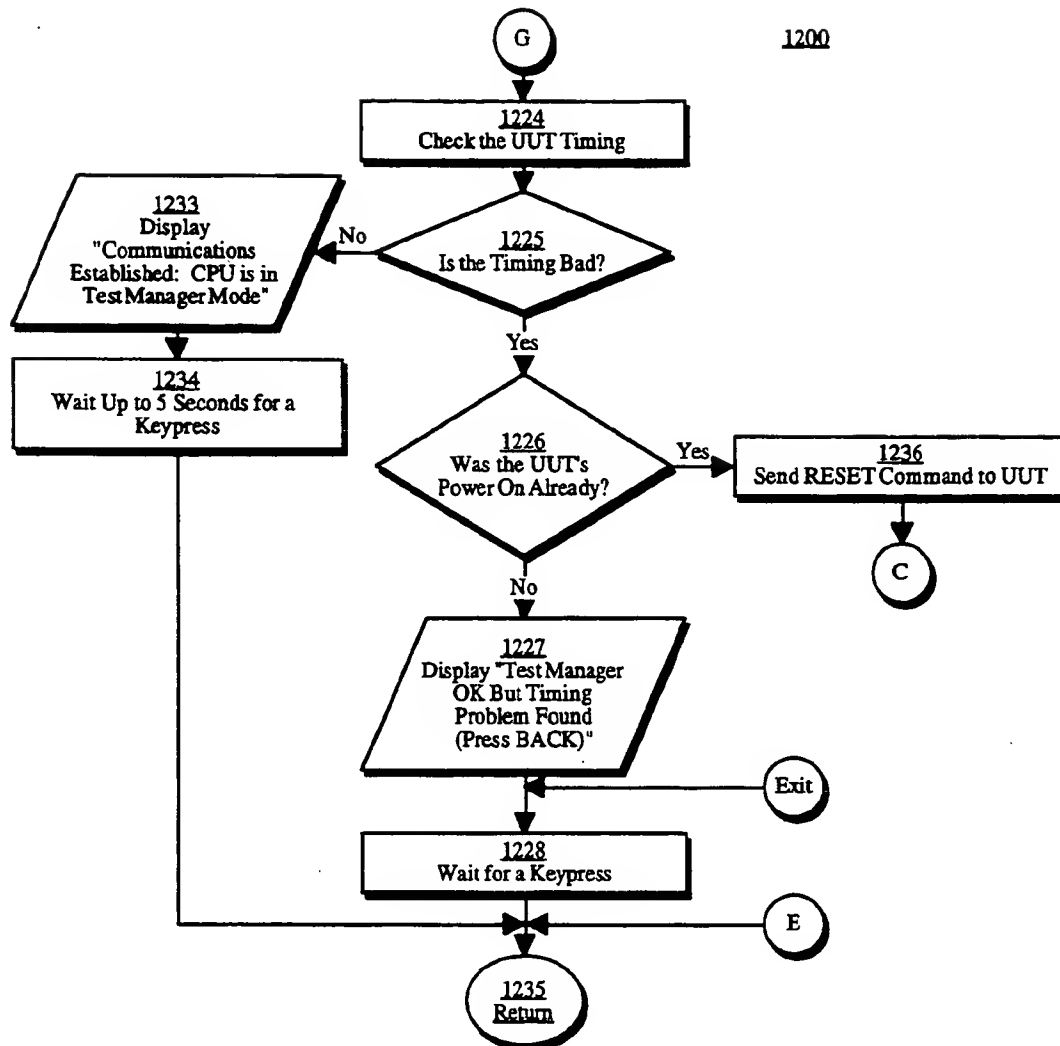 G
1200
1224
Check the UUT Timing
1233
Display
"Communications
Established: CPU is in
Test Manager Mode"
No
1225
Is the Timing Bad?
Yes
1234
Wait Up to 5 Seconds for a
Keypress
1226
Was the UUT's
Power On Already?
Yes
1236
Send RESET Command to UUT
C
No
1227
Display "Test Manager
OK But Timing
Problem Found
(Press BACK)"
Exit
1228
Wait for a Keypress
E
1235
Return